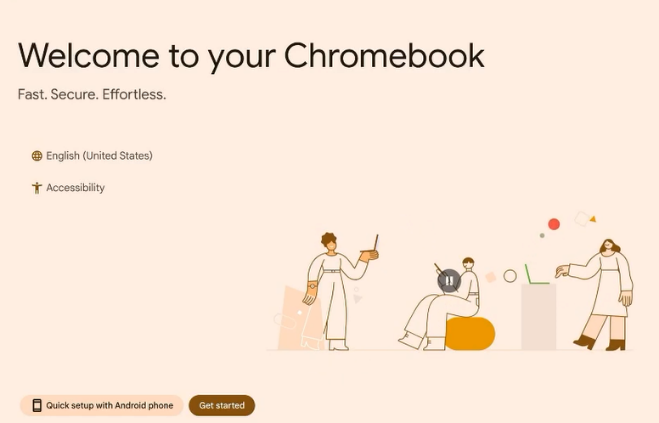 Welcome to your Chromebook
Fast. Secure. Effortless.
English (United States)
Accessibility
Quick setup with Android phone
Get started